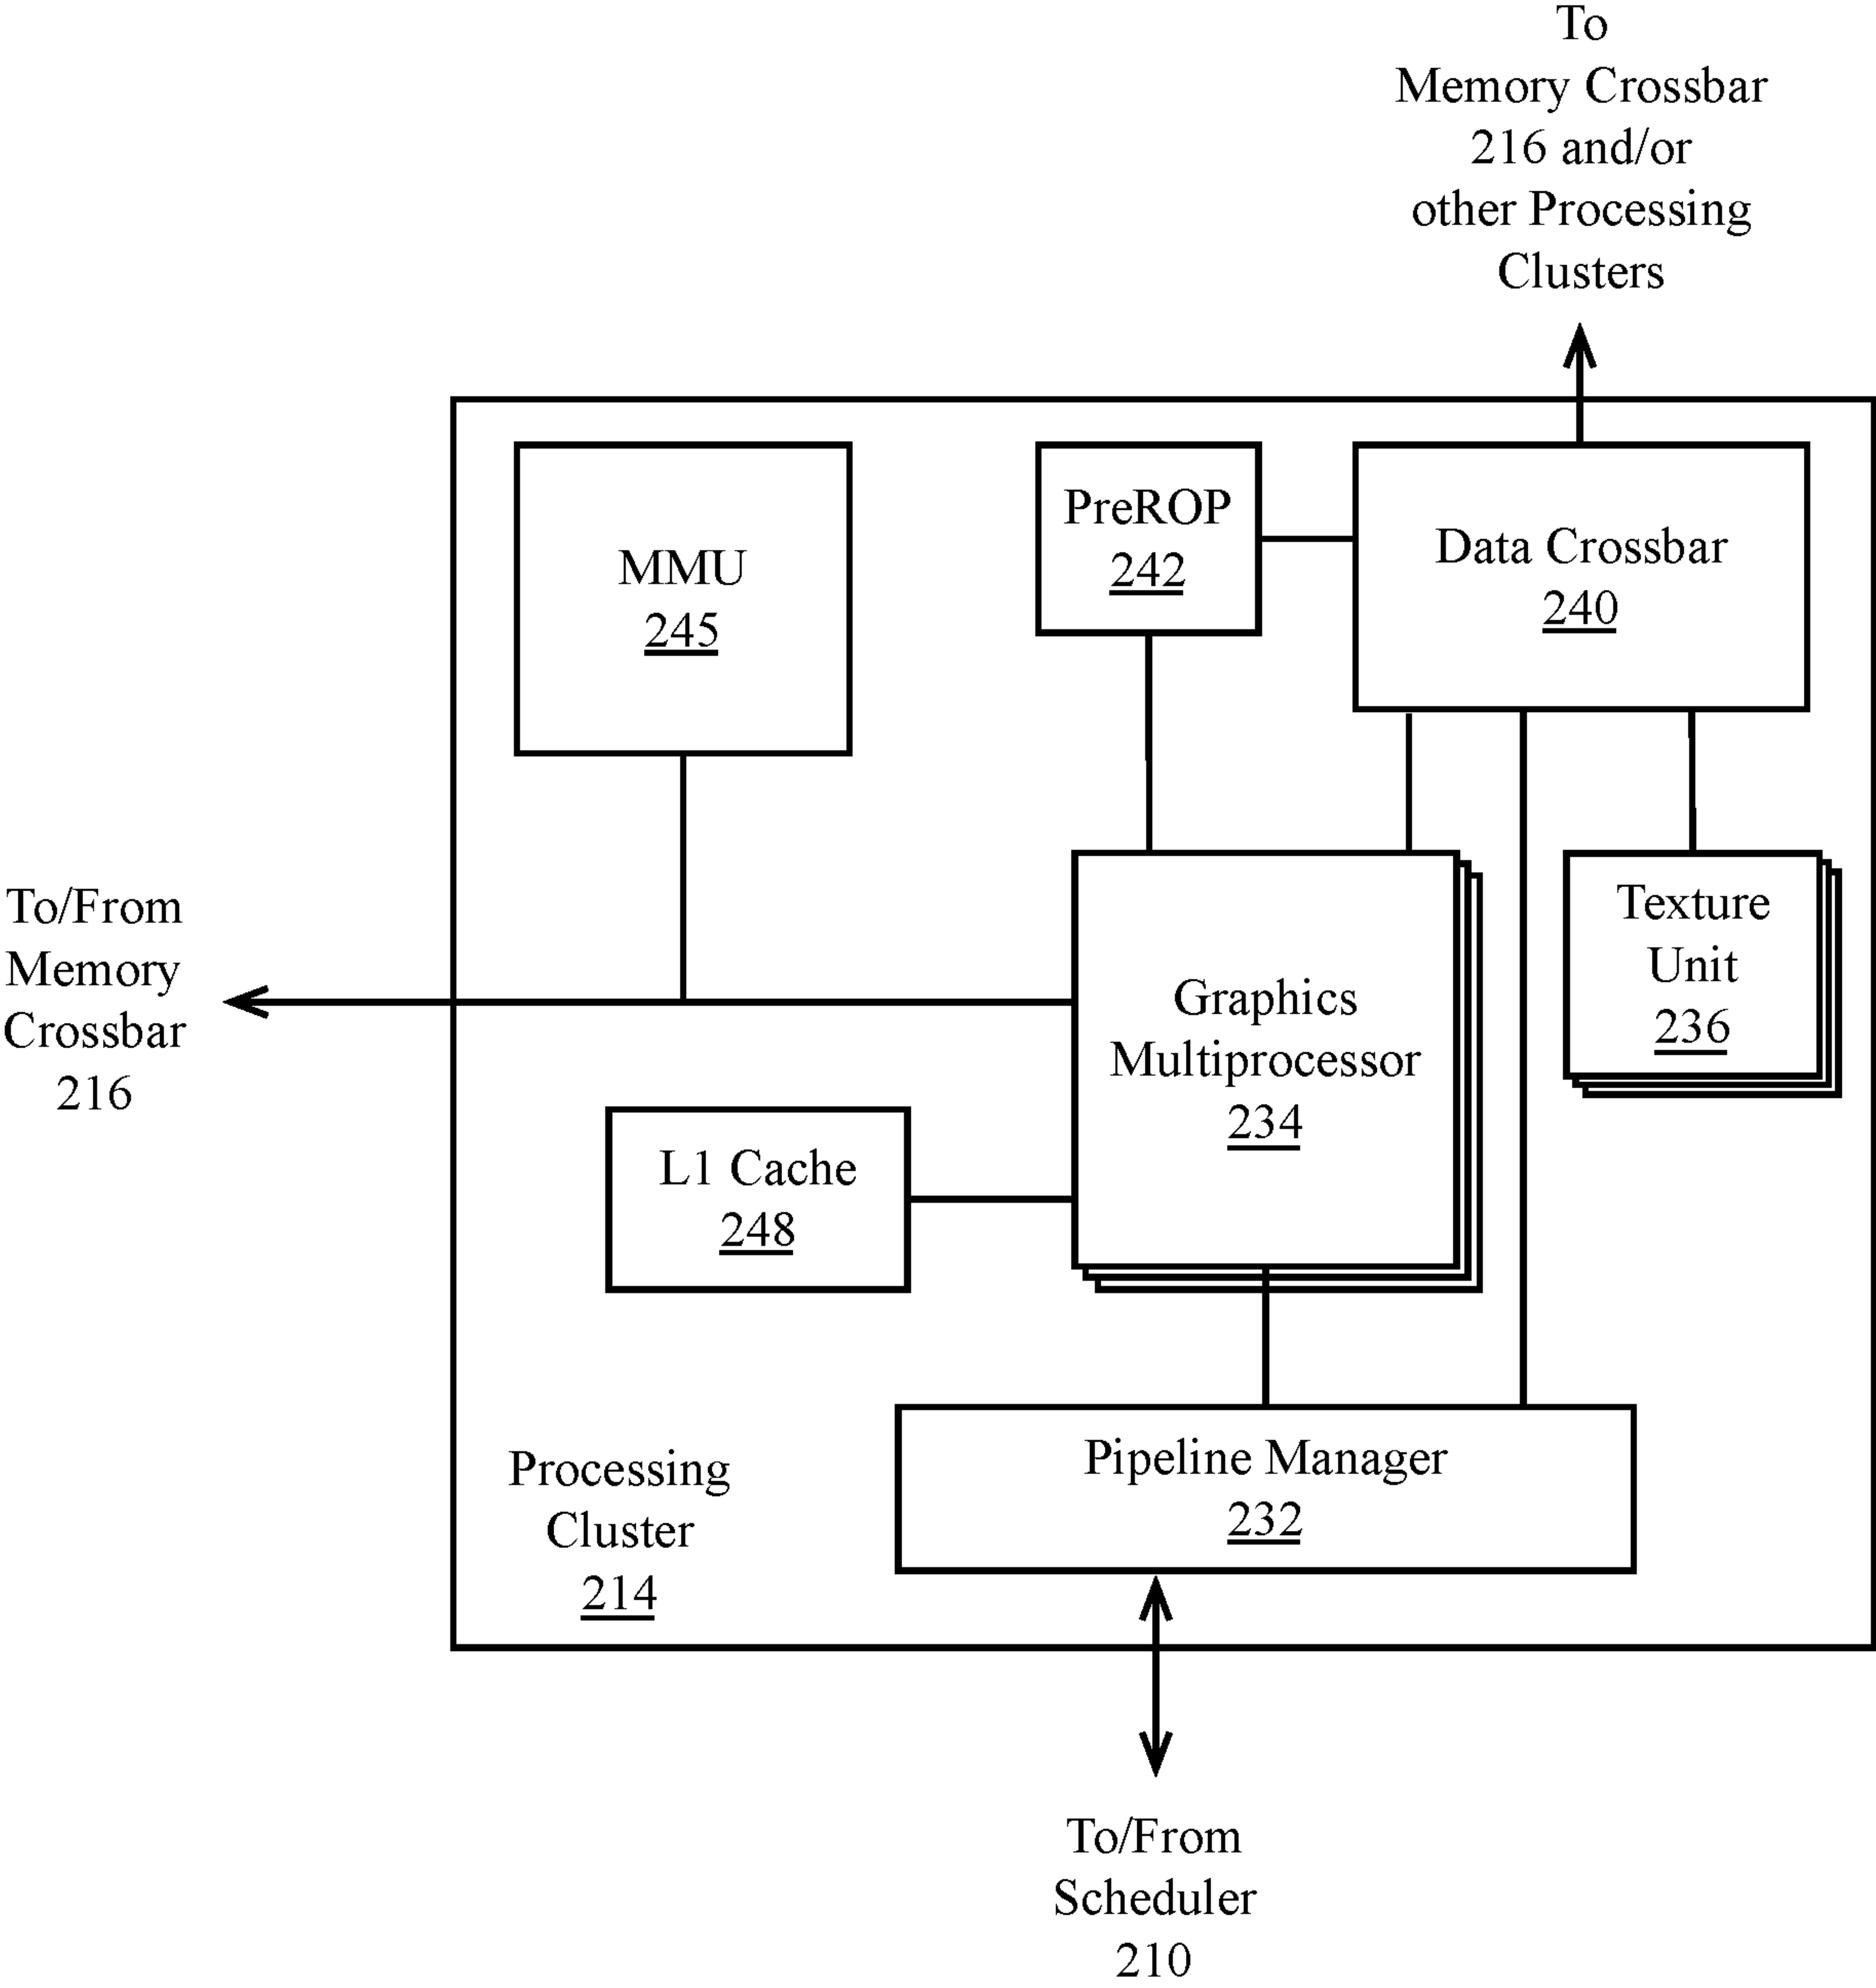 To
Memory Crossbar
216 and/or
other Processing
Clusters
MMU
245
PreROP
242
Data Crossbar
240
To/From
Memory
Crossbar
216
Graphics
Multiprocessor
234
Texture
Unit
236
L1 Cache
248
Processing
Cluster
214
Pipeline Manager
232
To/From
Scheduler
210